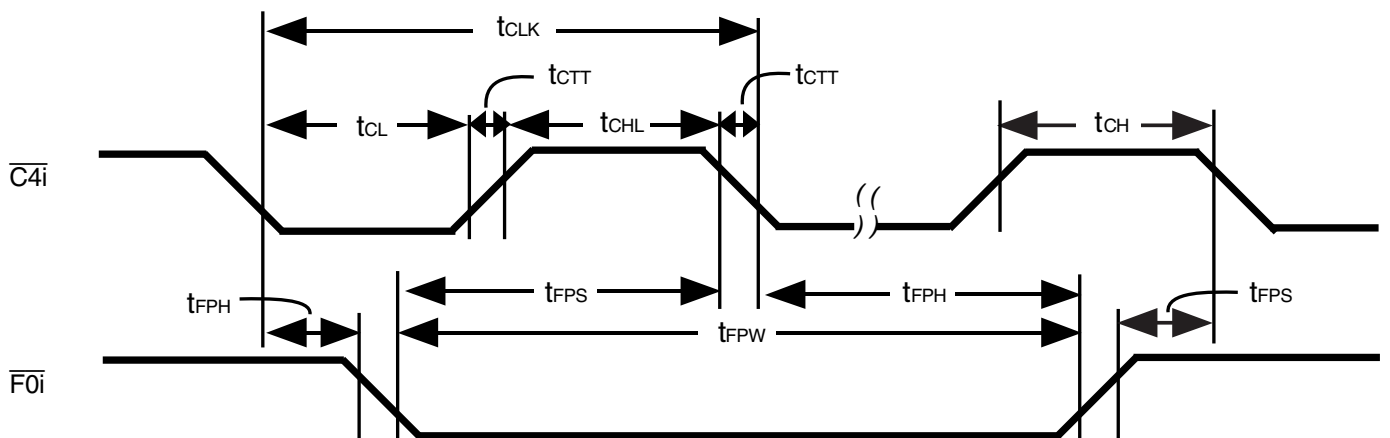 tCLK
tCTT
tCTT
tCL
tCHL
tCH
C4i
tFPH
tFPS
tFPH
tFPS
tFPW
F0i